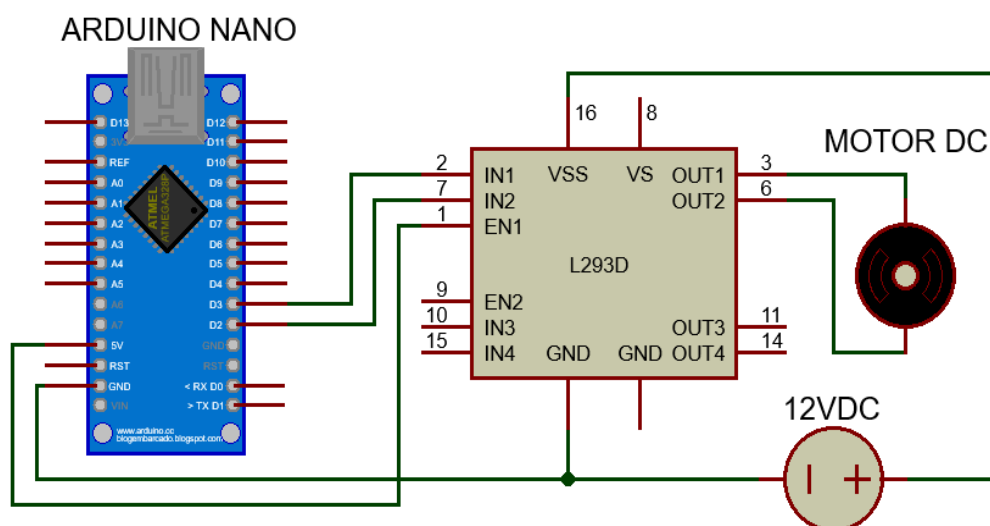 ARDUINO NANO
D13
3V3
REF
A0
A1
A2
A3
A4
A5
A6
A7
5V
RST
GND
VIN
D12
D11
D10
D9
D8
D7
D6
D5
D4
D3
D2
GND
RST
< RX D0
> TX D1
ATMEL
ATMEGA328P
www.arduino.cc
blogembarcado.blogspot.com
16 8
2 IN1 VSS VS OUT1 3
7 IN2 OUT2 6
1 EN1
L293D
9 EN2
10 IN3 OUT3 11
15 IN4 GND GND OUT4 14
MOTOR DC
12VDC